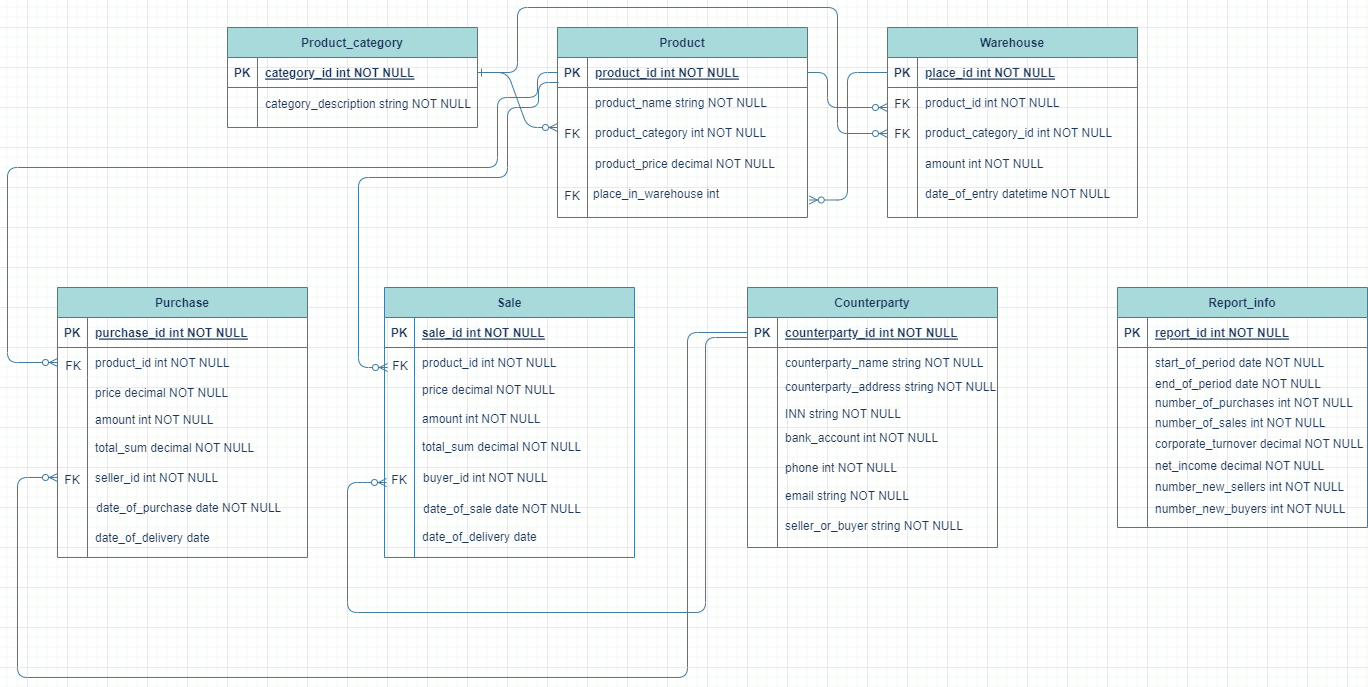 Product_category
PK category_id int NOT NULL
category_description string NOT NULL
Product
PK product_id int NOT NULL
product_name string NOT NULL
FK product_category int NOT NULL
product_price decimal NOT NULL
FK place_in_warehouse int
Warehouse
PK place_id int NOT NULL
FK product_id int NOT NULL
FK product_category_id int NOT NULL
amount int NOT NULL
date_of_entry datetime NOT NULL
Purchase
PK purchase_id int NOT NULL
FK product_id int NOT NULL
price decimal NOT NULL
amount int NOT NULL
total_sum decimal NOT NULL
FK seller_id int NOT NULL
date_of_purchase date NOT NULL
date_of_delivery date
Sale
PK sale_id int NOT NULL
FK product_id int NOT NULL
price decimal NOT NULL
amount int NOT NULL
total_sum decimal NOT NULL
FK buyer_id int NOT NULL
date_of_sale date NOT NULL
date_of_delivery date
Counterparty
PK counterparty_id int NOT NULL
counterparty_name string NOT NULL
counterparty_address string NOT NULL
INN string NOT NULL
bank_account int NOT NULL
phone int NOT NULL
email string NOT NULL
seller_or_buyer string NOT NULL
Report_info
PK report_id int NOT NULL
start_of_period date NOT NULL
end_of_period date NOT NULL
number_of_purchases int NOT NULL
number_of_sales int NOT NULL
corporate_turnover decimal NOT NULL
net_income decimal NOT NULL
number_new_sellers int NOT NULL
number_new_buyers int NOT NULL